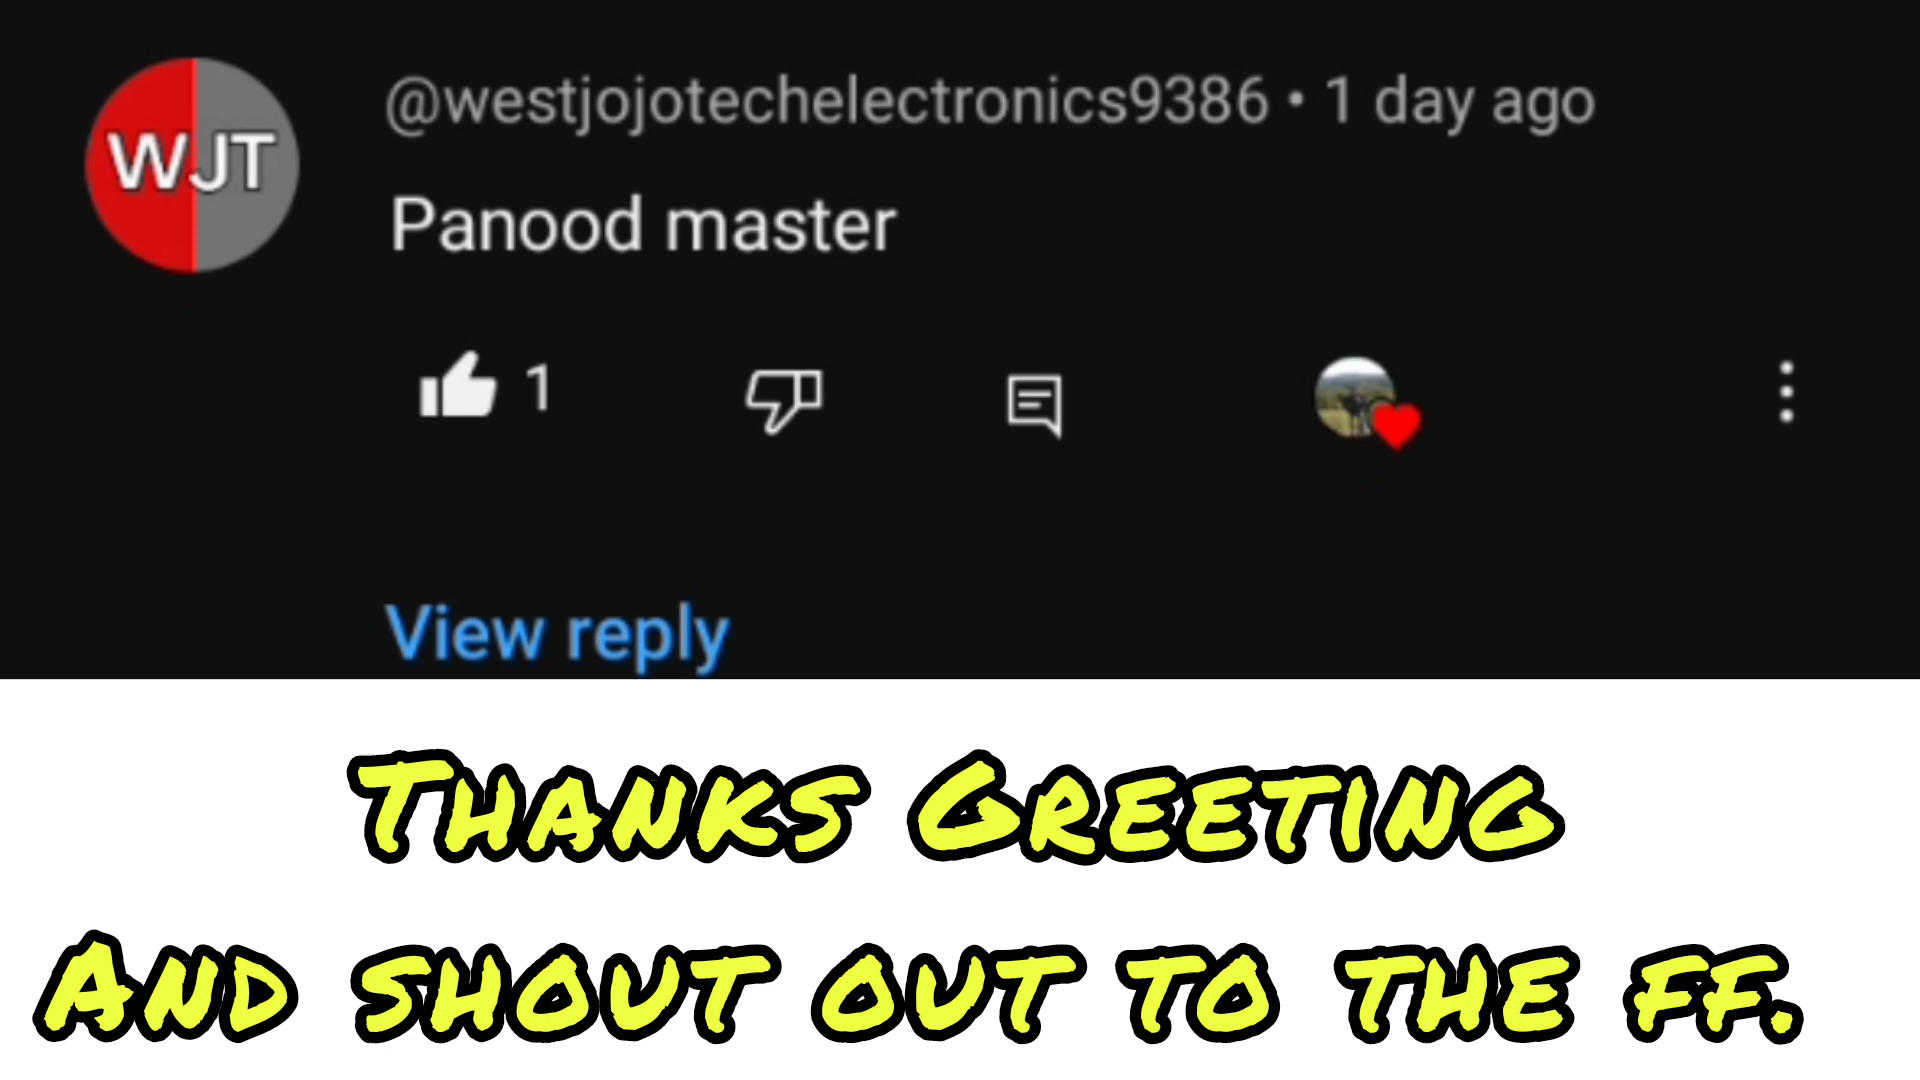 WJT
@westjojotechelectronics9386 • 1 day ago
Panood master
1
View reply
Thanks Greeting
And shout out to the ff.